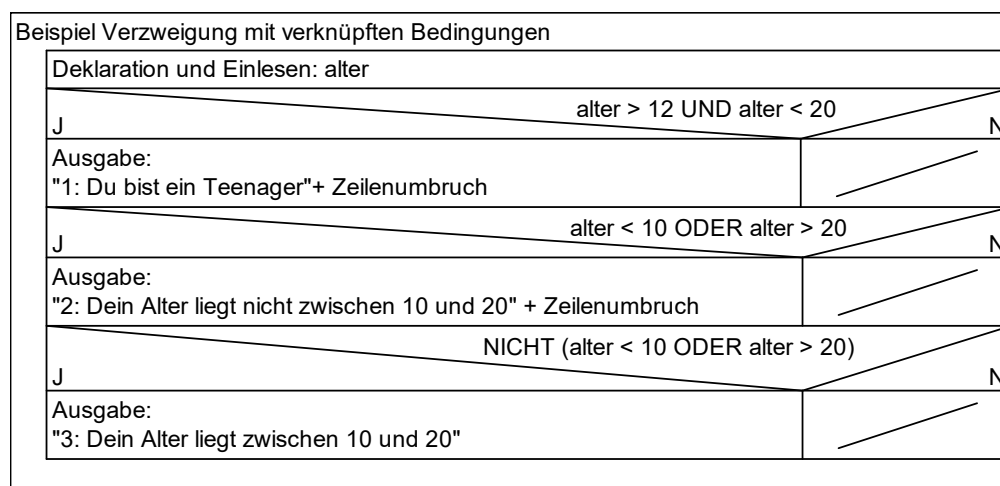 Beispiel Verzweigung mit verknüpften Bedingungen
Deklaration und Einlesen: alter
alter > 12 UND alter < 20
J
N
Ausgabe:
"1: Du bist ein Teenager"+ Zeilenumbruch
alter < 10 ODER alter > 20
J
N
Ausgabe:
"2: Dein Alter liegt nicht zwischen 10 und 20" + Zeilenumbruch
NICHT (alter < 10 ODER alter > 20)
J
N
Ausgabe:
"3: Dein Alter liegt zwischen 10 und 20"